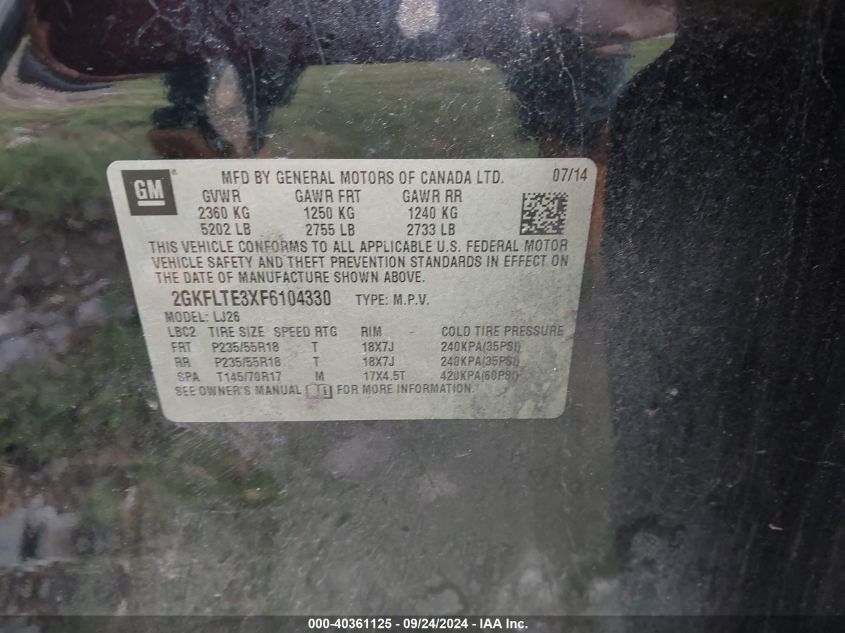 GM
MFD BY GENERAL MOTORS OF CANADA LTD. 07/14
GVWR GAWR FRT GAWR RR
2360 KG 1250 KG 1240 KG
5202 LB 2755 LB 2733 LB
THIS VEHICLE CONFORMS TO ALL APPLICABLE U.S. FEDERAL MOTOR
VEHICLE SAFETY AND THEFT PREVENTION STANDARDS IN EFFECT ON
THE DATE OF MANUFACTURE SHOWN ABOVE.
2GKFLTE3XF6104330 TYPE: M.P.V.
MODEL: LJ26
LBC2 TIRE SIZE SPEED RTG RIM COLD TIRE PRESSURE
FRT P235/55R18 T 18X7J 240KPA(35PSI)
RR P235/55R18 T 18X7J 240KPA(35PSI)
SPA T145/70R17 M 17X4.5T 420KPA(60PSI)
SEE OWNER'S MANUAL FOR MORE INFORMATION.
000-40361125 - 09/24/2024 - IAA Inc.